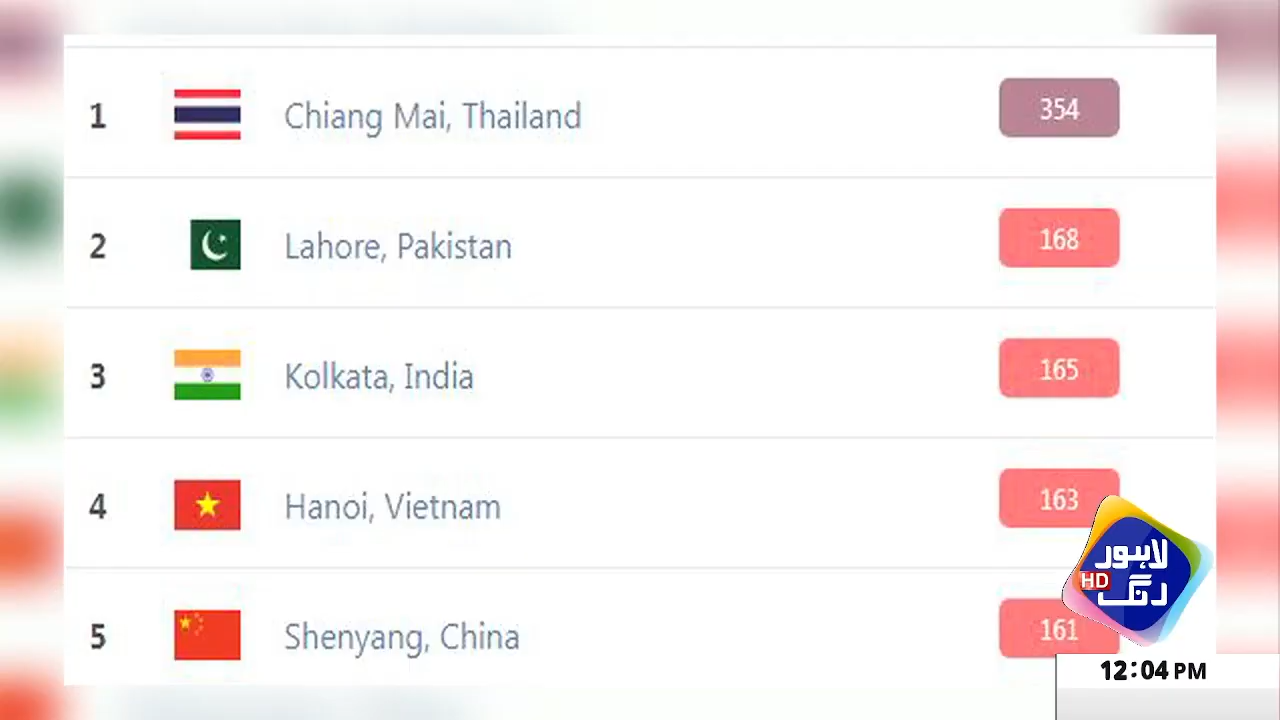 1 Chiang Mai, Thailand 354
2 Lahore, Pakistan 168
3 Kolkata, India 165
4 Hanoi, Vietnam 163
5 Shenyang, China 161
لاہور
HD رنگ
12:04 PM